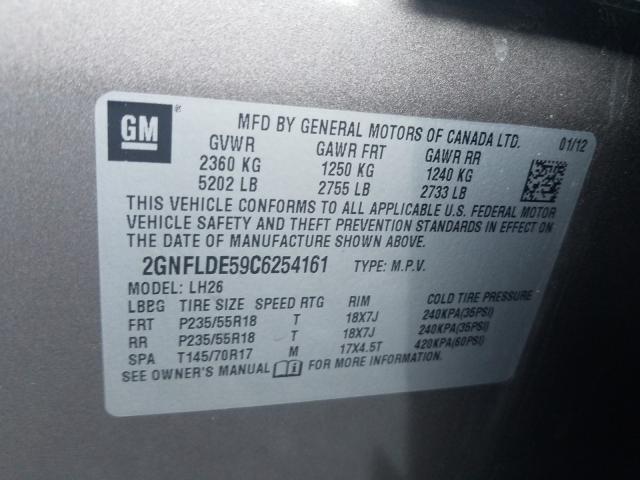 GM
MFD BY GENERAL MOTORS OF CANADA LTD. 01/12
GVWR GAWR FRT GAWR RR
2360 KG 1250 KG 1240 KG
5202 LB 2755 LB 2733 LB
THIS VEHICLE CONFORMS TO ALL APPLICABLE U.S. FEDERAL MOTOR
VEHICLE SAFETY AND THEFT PREVENTION STANDARDS IN EFFECT ON
THE DATE OF MANUFACTURE SHOWN ABOVE.
2GNFLDE59C6254161 TYPE: M.P.V.
MODEL: LH26
LBBG TIRE SIZE SPEED RTG RIM COLD TIRE PRESSURE
FRT P235/55R18 T 18X7J 240KPA(35PSI)
RR P235/55R18 T 18X7J 240KPA(35PSI)
SPA T145/70R17 M 17X4.5T 420KPA(60PSI)
SEE OWNER'S MANUAL FOR MORE INFORMATION.